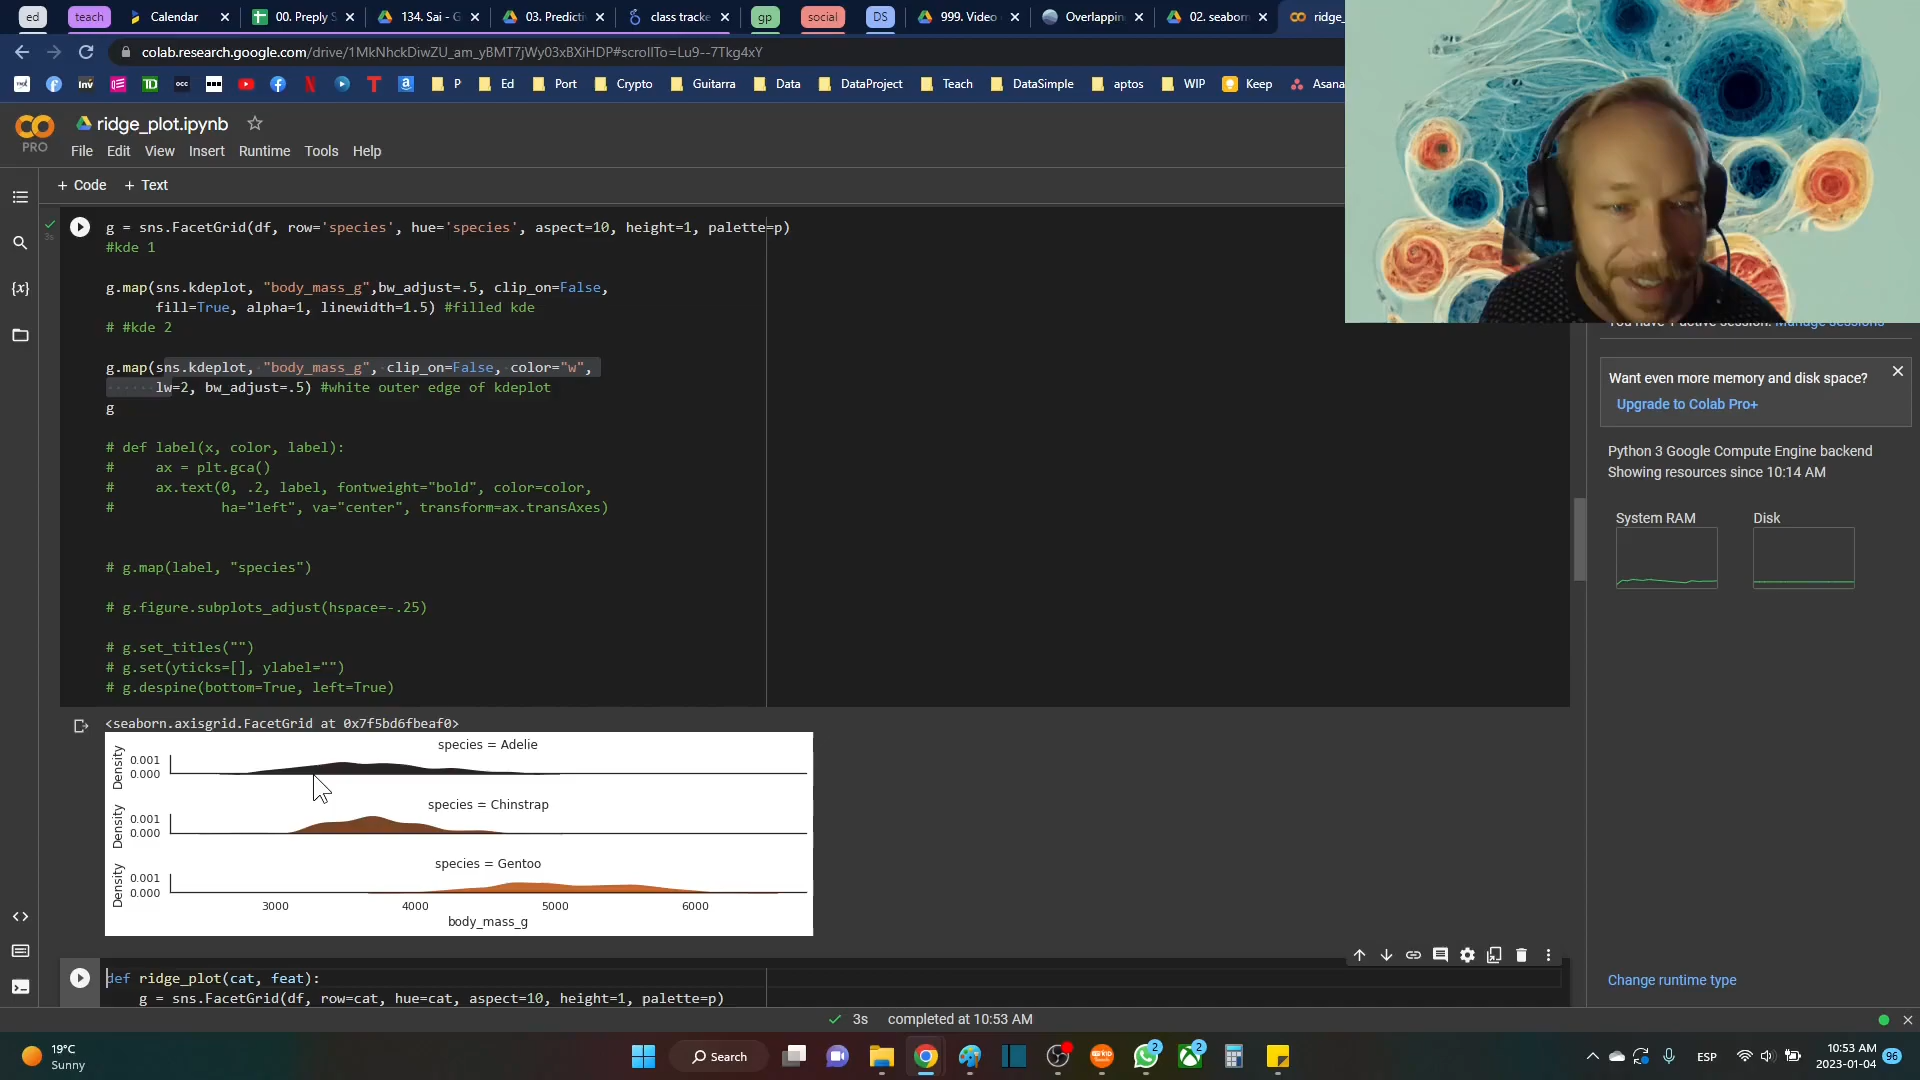 ed
teach
Calendar
00. Preply S
134. Sai - G
03. Predicti
class tracke
gp
social
DS
999. Video
Overlappin
02. seaborn
ridge_
colab.research.google.com/drive/1MkNhckDiwZU_am_yBMT7jWy03xBXiHDP#scrollTo=Lu9--7Tkg4xY
P
Ed
Port
Crypto
Guitarra
Data
DataProject
Teach
DataSimple
aptos
WIP
Keep
Asana
PRO
ridge_plot.ipynb
File Edit View Insert Runtime Tools Help
+ Code + Text
3s
g = sns.FacetGrid(df, row='species', hue='species', aspect=10, height=1, palette=p)
#kde 1
g.map(sns.kdeplot, "body_mass_g",bw_adjust=.5, clip_on=False,
fill=True, alpha=1, linewidth=1.5) #filled kde
# #kde 2
g.map(sns.kdeplot, "body_mass_g", clip_on=False, color="w",
lw=2, bw_adjust=.5) #white outer edge of kdeplot
g
# def label(x, color, label):
# ax = plt.gca()
# ax.text(0, .2, label, fontweight="bold", color=color,
# ha="left", va="center", transform=ax.transAxes)
# g.map(label, "species")
# g.figure.subplots_adjust(hspace=-.25)
# g.set_titles("")
# g.set(yticks=[], ylabel="")
# g.despine(bottom=True, left=True)
<seaborn.axisgrid.FacetGrid at 0x7f5bd6fbeaf0>
species = Adelie
Density
0.001
0.000
species = Chinstrap
Density
0.001
0.000
species = Gentoo
Density
0.001
0.000
3000 4000 5000 6000
body_mass_g
def ridge_plot(cat, feat):
g = sns.FacetGrid(df, row=cat, hue=cat, aspect=10, height=1, palette=p)
Want even more memory and disk space?
Upgrade to Colab Pro+
Python 3 Google Compute Engine backend
Showing resources since 10:14 AM
System RAM
Disk
Change runtime type
3s completed at 10:53 AM
19°C
Sunny
Search
2
2
ESP
10:53 AM
2023-01-04
96